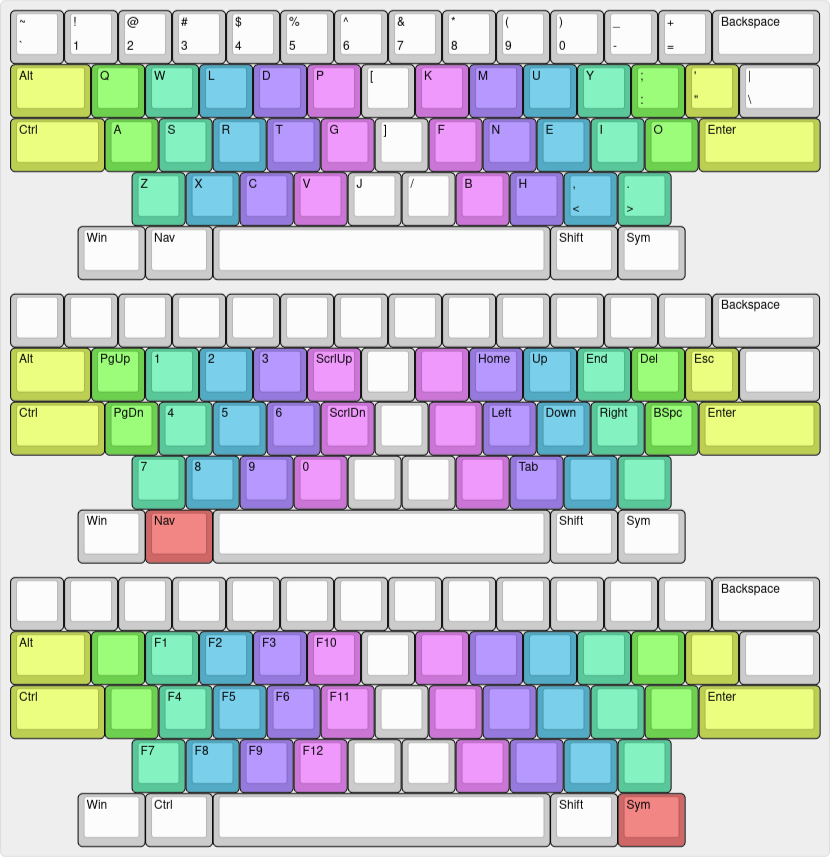 ~ ! @ # $ % ^ & * ( ) _ + Backspace
` 1 2 3 4 5 6 7 8 9 0 - =
Alt Q W L D P [ K M U Y ; ' |
: " \
Ctrl A S R T G ] F N E I O Enter
Z X C V J / B H , .
< >
Win Nav Shift Sym
Backspace
Alt PgUp 1 2 3 ScrlUp Home Up End Del Esc
Ctrl PgDn 4 5 6 ScrlDn Left Down Right BSpc Enter
7 8 9 0 Tab
Win Nav Shift Sym
Backspace
Alt F1 F2 F3 F10
Ctrl F4 F5 F6 F11 Enter
F7 F8 F9 F12
Win Ctrl Shift Sym